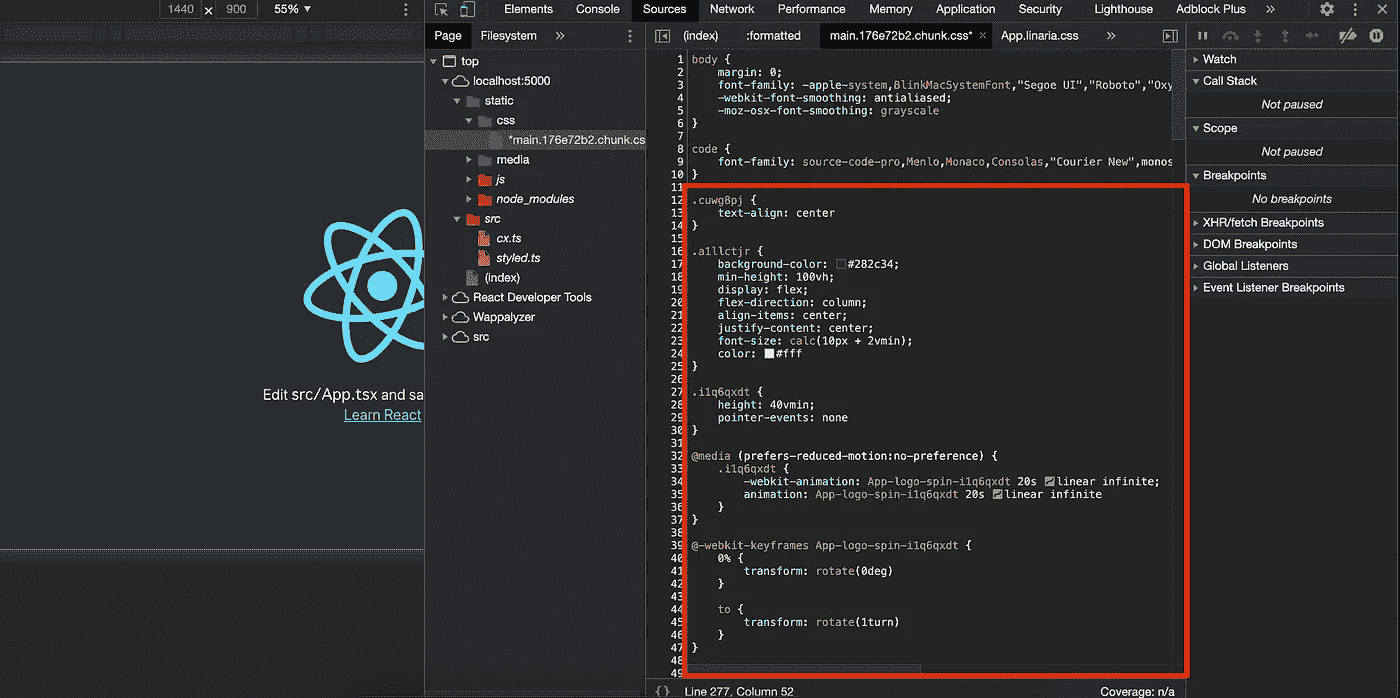 1440 × 900 55% ▼
Elements Console Sources Network Performance Memory Application Security Lighthouse Adblock Plus »
Page Filesystem »
(index) :formatted main.176e72b2.chunk.css* × App.linaria.css »
top
localhost:5000
static
css
*main.176e72b2.chunk.cs
media
js
node_modules
src
cx.ts
styled.ts
(index)
React Developer Tools
Wappalyzer
src
Edit src/App.tsx and sa
Learn React
1 body {
2 margin: 0;
3 font-family: -apple-system,BlinkMacSystemFont,"Segoe UI","Roboto","Oxy
4 -webkit-font-smoothing: antialiased;
5 -moz-osx-font-smoothing: grayscale
6 }
7
8 code {
9 font-family: source-code-pro,Menlo,Monaco,Consolas,"Courier New",monos
10 }
11
12 .cuwg8pj {
13 text-align: center
14 }
15
16 .a1llctjr {
17 background-color: #282c34;
18 min-height: 100vh;
19 display: flex;
20 flex-direction: column;
21 align-items: center;
22 justify-content: center;
23 font-size: calc(10px + 2vmin);
24 color: #fff
25 }
26
27 .i1q6qxdt {
28 height: 40vmin;
29 pointer-events: none
30 }
31
32 @media (prefers-reduced-motion:no-preference) {
33 .i1q6qxdt {
34 -webkit-animation: App-logo-spin-i1q6qxdt 20s linear infinite;
35 animation: App-logo-spin-i1q6qxdt 20s linear infinite
36 }
37 }
38
39 @-webkit-keyframes App-logo-spin-i1q6qxdt {
40 0% {
41 transform: rotate(0deg)
42 }
43
44 to {
45 transform: rotate(1turn)
46 }
47 }
48
49
{} Line 277, Column 52
Coverage: n/a
Watch
Call Stack
Not paused
Scope
Not paused
Breakpoints
No breakpoints
XHR/fetch Breakpoints
DOM Breakpoints
Global Listeners
Event Listener Breakpoints